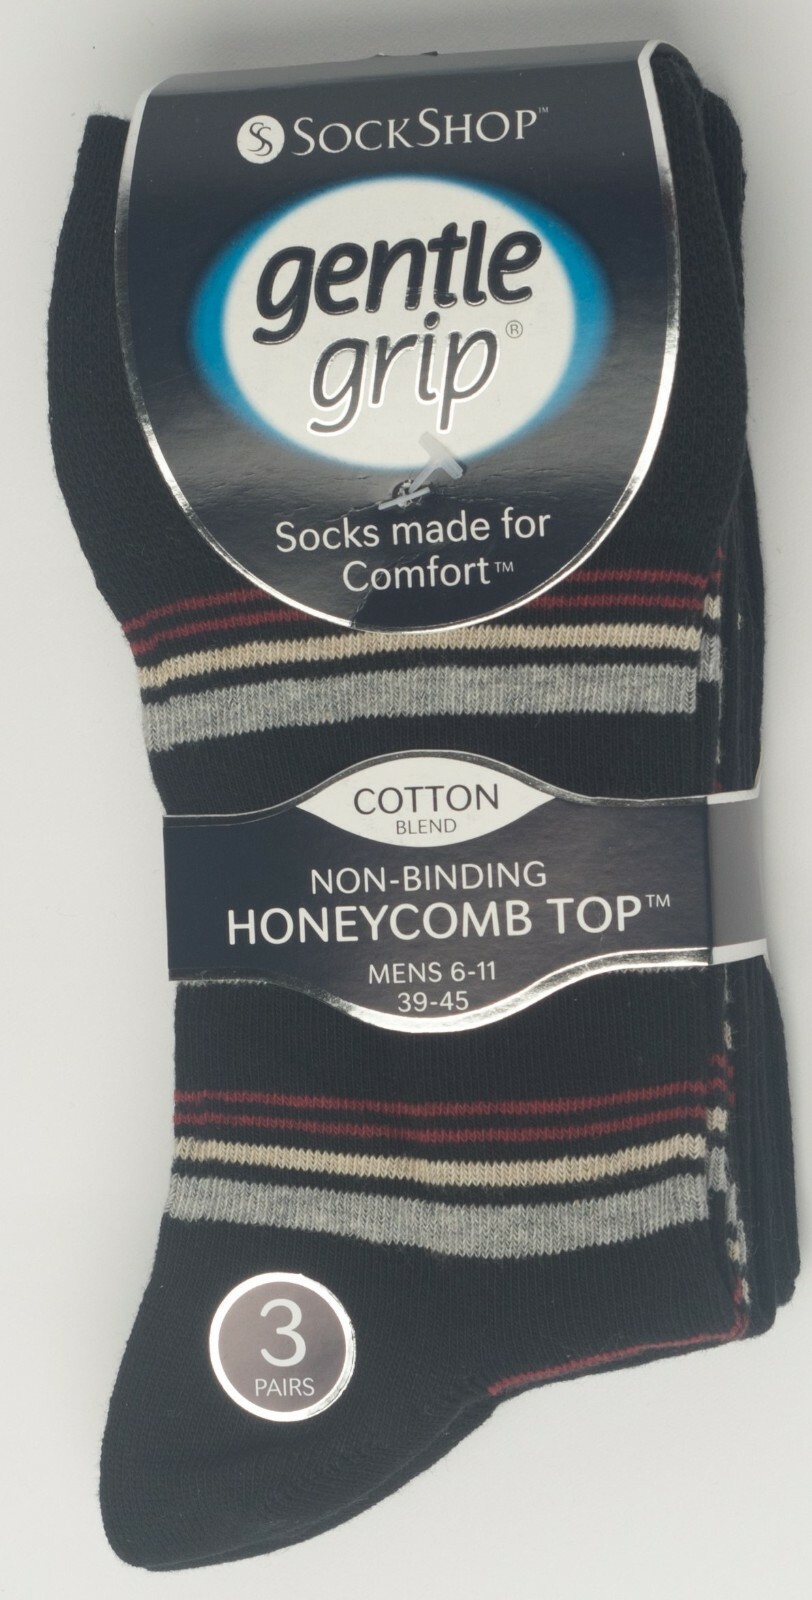 SS SOCKSHOP™
gentle
grip®
Socks made for
Comfort™
COTTON
BLEND
NON-BINDING
HONEYCOMB TOP™
MENS 6-11
39-45
3
PAIRS